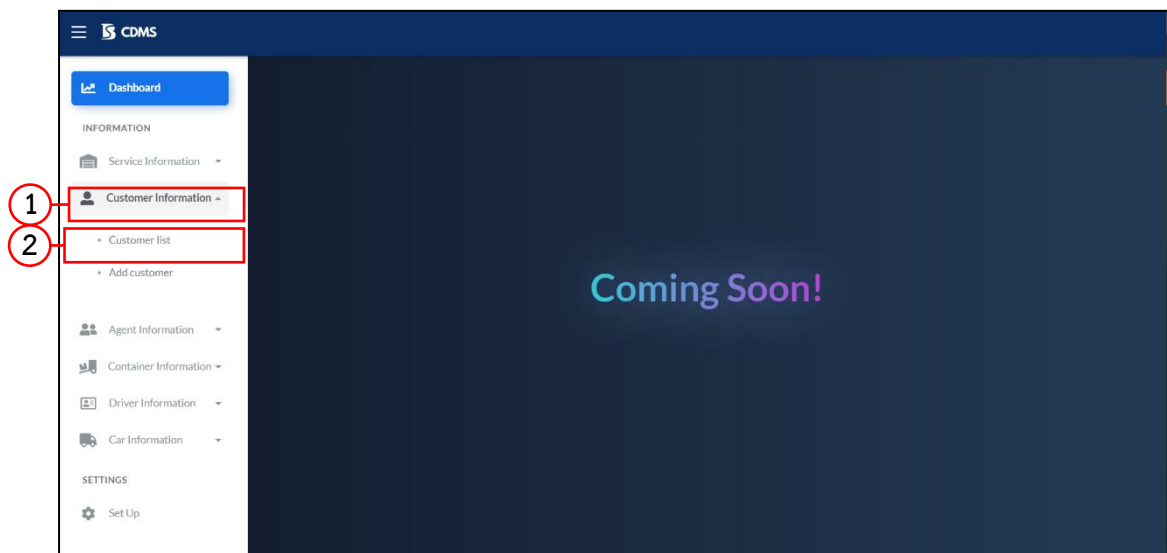 CDMS
Dashboard
INFORMATION
Service Information
1
Customer Information
2
Customer list
Add customer
Coming Soon!
Agent Information
Container Information
Driver Information
Car Information
SETTINGS
Set Up